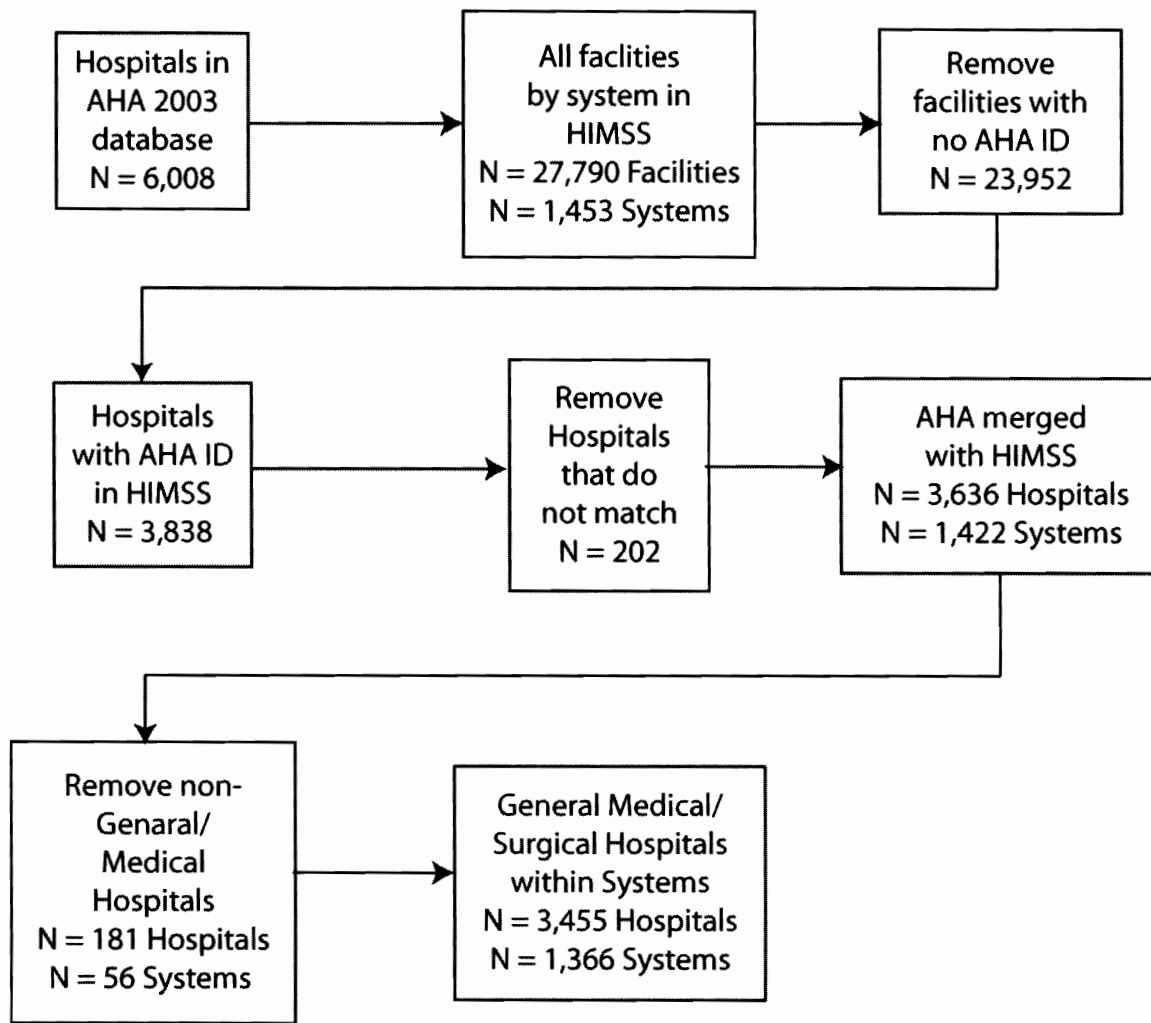 Hospitals in
AHA 2003
database
N = 6,008
All faclities
by system in
HIMSS
N = 27,790 Facilities
N = 1,453 Systems
Remove
facilities with
no AHA ID
N = 23,952
Hospitals
with AHA ID
in HIMSS
N = 3,838
Remove
Hospitals
that do
not match
N = 202
AHA merged
with HIMSS
N = 3,636 Hospitals
N = 1,422 Systems
Remove non-
Genaral/
Medical
Hospitals
N = 181 Hospitals
N = 56 Systems
General Medical/
Surgical Hospitals
within Systems
N = 3,455 Hospitals
N = 1,366 Systems